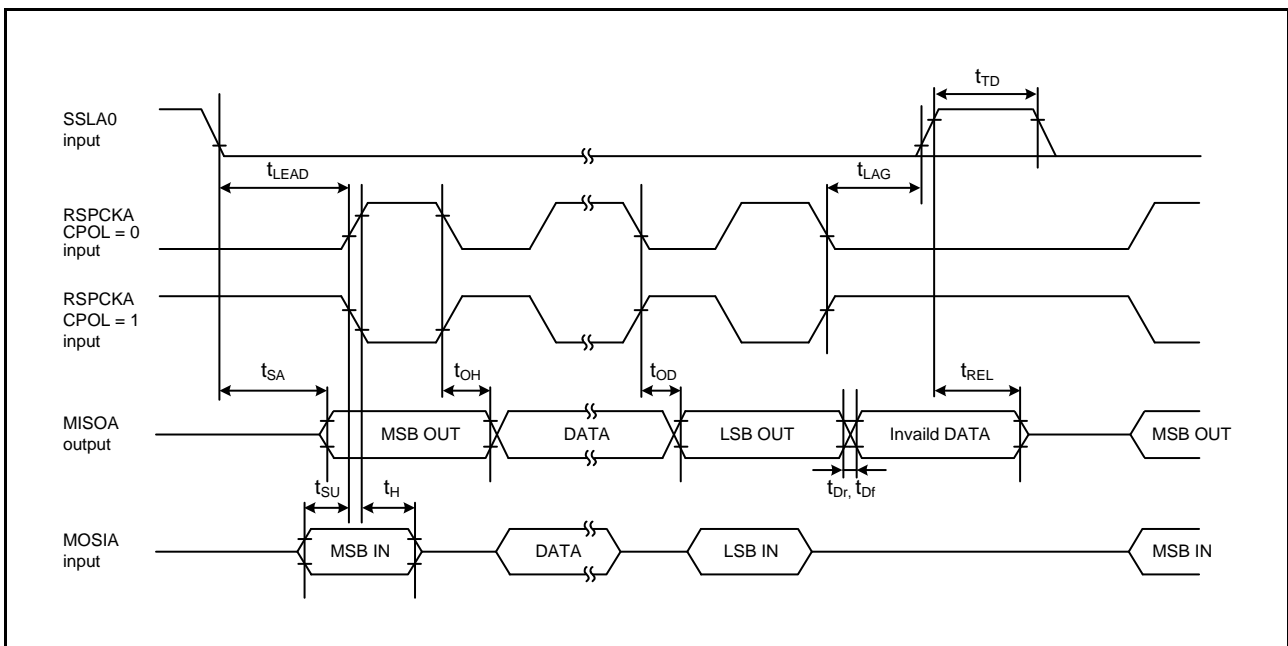 tTD
SSLA0
input
tLEAD
tLAG
RSPCKA
CPOL = 0
input
RSPCKA
CPOL = 1
input
tSA
tOH
tOD
tREL
MISOA
output
MSB OUT
DATA
LSB OUT
Invaild DATA
MSB OUT
tSU
tH
tDr, tDf
MOSIA
input
MSB IN
DATA
LSB IN
MSB IN